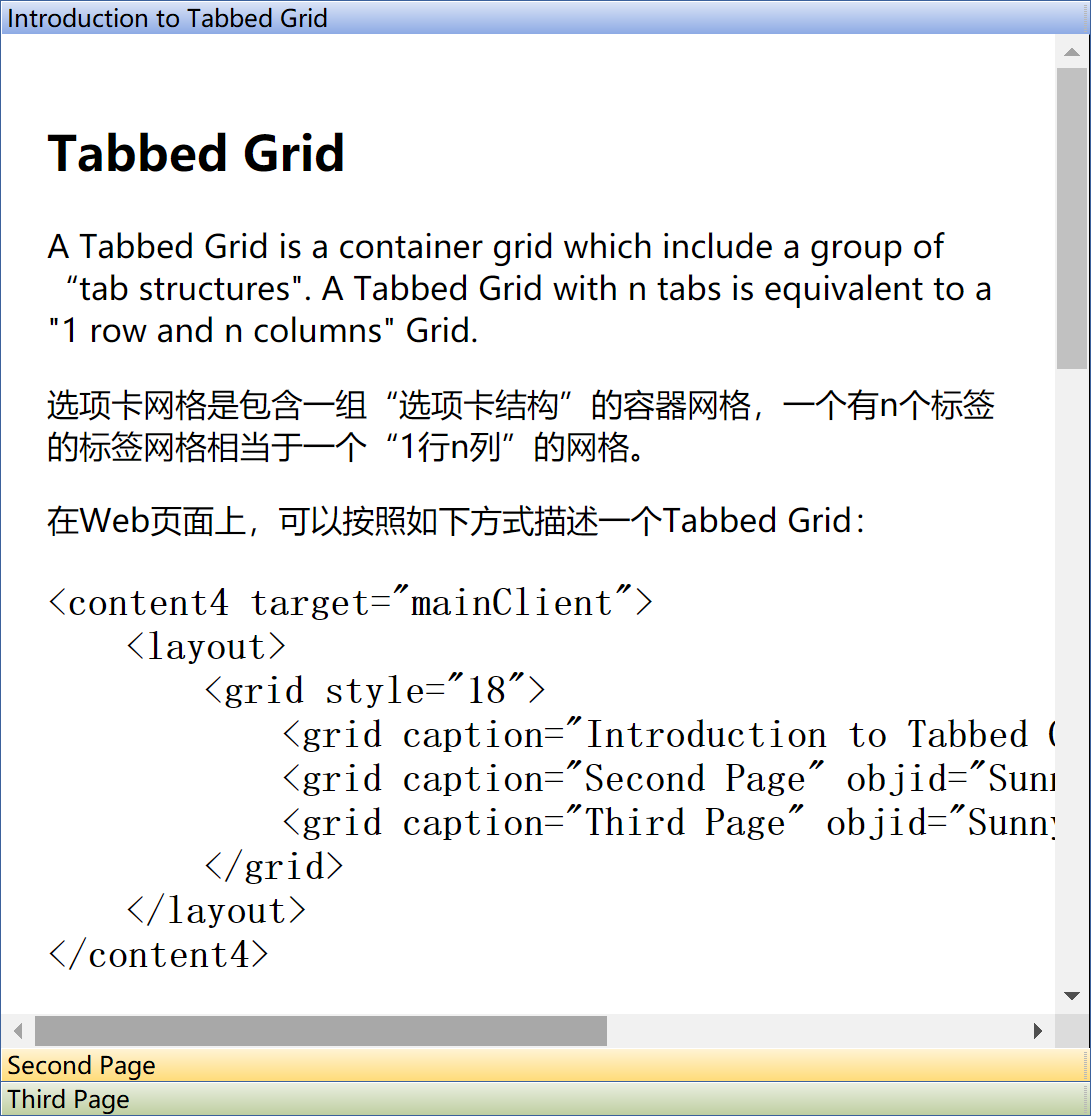 Introduction to Tabbed Grid
Tabbed Grid
A Tabbed Grid is a container grid which include a group of
“tab structures". A Tabbed Grid with n tabs is equivalent to a
"1 row and n columns" Grid.
选项卡网格是包含一组“选项卡结构”的容器网格，一个有n个标签
的标签网格相当于一个“1行n列”的网格。
在Web页面上，可以按照如下方式描述一个Tabbed Grid：
<content4 target="mainClient">
    <layout>
        <grid style="18">
            <grid caption="Introduction to Tabbed
            <grid caption="Second Page" objid="Sunn
            <grid caption="Third Page" objid="Sunny
        </grid>
    </layout>
</content4>
Second Page
Third Page